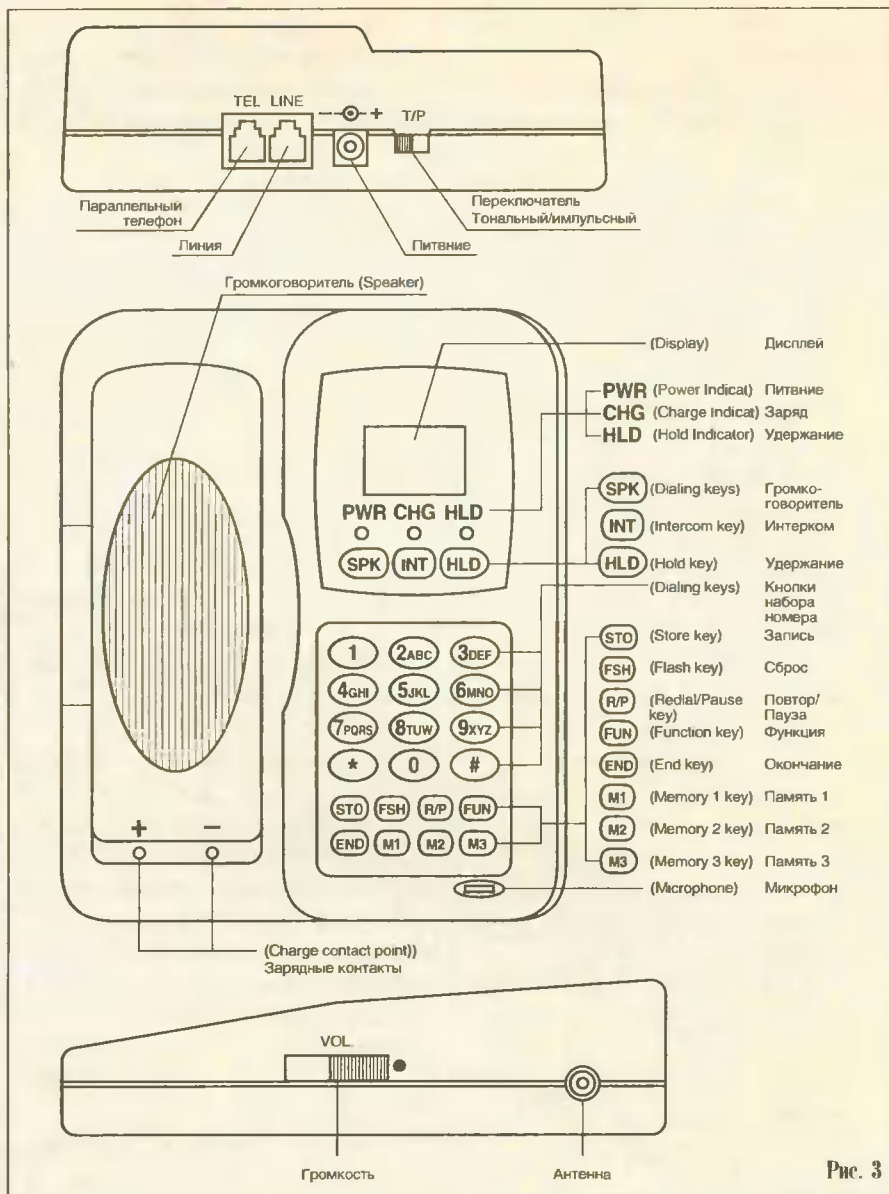 TEL LINE
- +
T/P
Параллельный
телефон
Линия
Питвние
Переключатель
Тональный/импульсный
Громкоговоритель (Speaker)
(Display) Дисплей
PWR (Power Indicat) Питвние
CHG (Charge Indicat) Заряд
HLD (Hold Indicator) Удержание
SPK (Dialing keys) Громко-
говоритель
INT (Intercom key) Интерком
HLD (Hold key) Удержание
(Dialing keys) Кнопки
набора
номера
STO (Store key) Запись
FSH (Flash key) Сброс
R/P (Redial/Pause Повтор/
key) Пауза
FUN (Function key) Функция
END (End key) Окончание
M1 (Memory 1 key) Память 1
M2 (Memory 2 key) Память 2
M3 (Memory 3 key) Память 3
(Microphone) Микрофон
PWR CHG HLD
SPK INT HLD
1 2ABC 3DEF
4GHI 5JKL 6MNO
7PQRS 8TUW 9XYZ
* 0 #
STO FSH R/P FUN
END M1 M2 M3
+ −
(Charge contact point))
Зарядные контакты
VOL.
Громкость
Антенна
Рис. 3